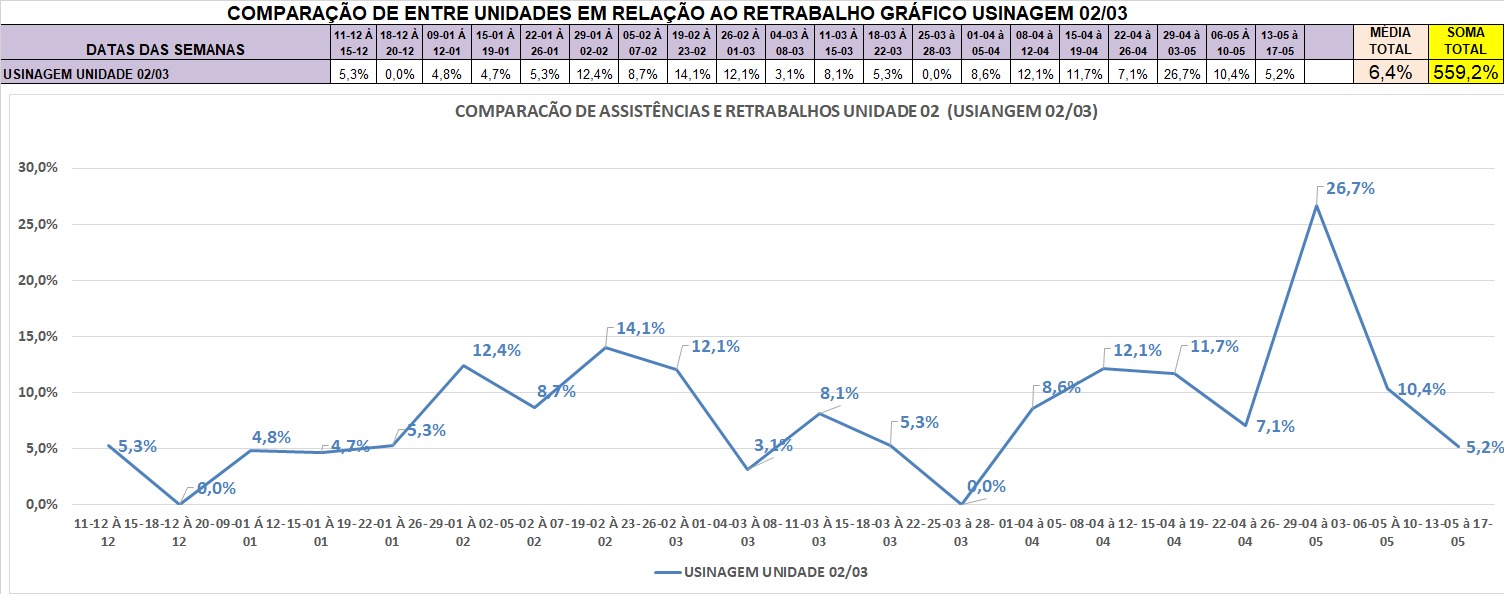 COMPARAÇÃO DE ENTRE UNIDADES EM RELAÇÃO AO RETRABALHO GRÁFICO USINAGEM 02/03
DATAS DAS SEMANAS 11-12 À 15-12 18-12 À 20-12 09-01 Á 12-01 15-01 À 19-01 22-01 À 26-01 29-01 À 02-02 05-02 À 07-02 19-02 À 23-02 26-02 À 01-03 04-03 À 08-03 11-03 À 15-03 18-03 À 22-03 25-03 à 28-03 01-04 à 05-04 08-04 à 12-04 15-04 à 19-04 22-04 à 26-04 29-04 à 03-05 06-05 À 10-05 13-05 à 17-05 MÉDIA TOTAL SOMA TOTAL
USINAGEM UNIDADE 02/03 5,3% 0,0% 4,8% 4,7% 5,3% 12,4% 8,7% 14,1% 12,1% 3,1% 8,1% 5,3% 0,0% 8,6% 12,1% 11,7% 7,1% 26,7% 10,4% 5,2% 6,4% 559,2%
COMPARACÃO DE ASSISTÊNCIAS E RETRABALHOS UNIDADE 02 (USIANGEM 02/03)
30,0%
25,0%
20,0%
15,0%
10,0%
5,0%
0,0%
5,3% 0,0% 4,8% 4,7% 5,3% 12,4% 8,7% 14,1% 12,1% 3,1% 8,1% 5,3% 0,0% 8,6% 12,1% 11,7% 7,1% 26,7% 10,4% 5,2%
11-12 À 15-18-12 À 20-09-01 Á 12-15-01 À 19-22-01 À 26-29-01 À 02-05-02 À 07-19-02 À 23-26-02 À 01-04-03 À 08-11-03 À 15-18-03 À 22-25-03 à 28-01-04 à 05-08-04 à 12-15-04 à 19-22-04 à 26-29-04 à 03-06-05 À 10-13-05 à 17-
12 12 01 01 01 02 02 02 03 03 03 03 03 04 04 04 04 05 05 05
USINAGEM UNIDADE 02/03